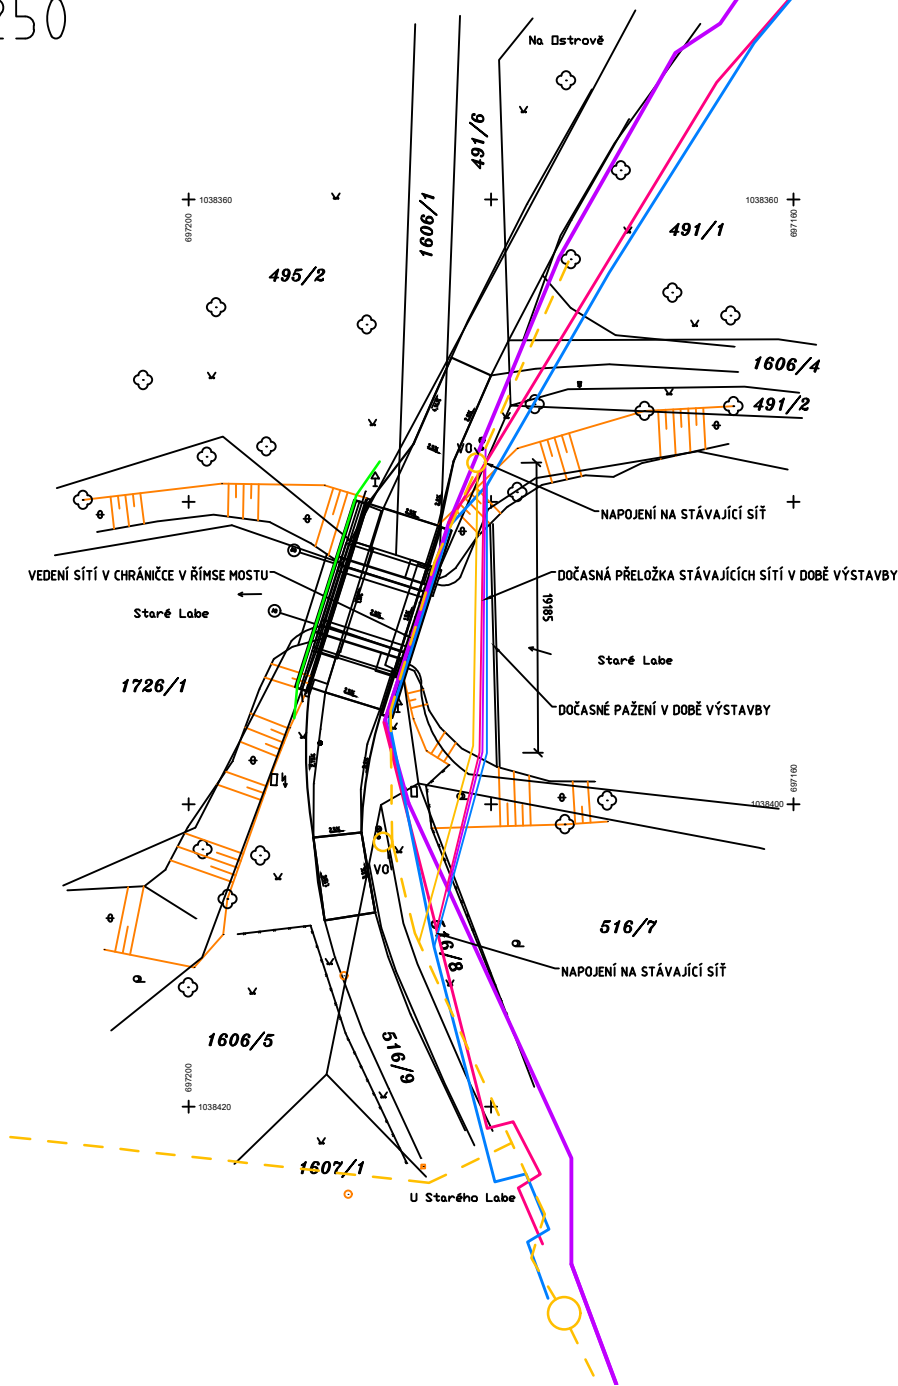 250
Na Ostrově
491/6
1606/1
1038360
697200
1038360
697160
491/1
495/2
1606/4
491/2
VO
NAPOJENÍ NA STÁVAJÍCÍ SÍŤ
VEDENÍ SÍTÍ V CHRÁNIČCE V ŘÍMSE MOSTU
DOČASNÁ PŘELOŽKA STÁVAJÍCÍCH SÍTÍ V DOBĚ VÝSTAVBY
19185
Staré Labe
Staré Labe
1726/1
DOČASNÉ PAŽENÍ V DOBĚ VÝSTAVBY
697160
1038400
VO
516/7
NAPOJENÍ NA STÁVAJÍCÍ SÍŤ
1606/5
516/9
697200
1038420
1607/1
U Starého Labe